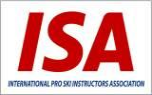 ISA
INTERNATIONAL PRO SKI INSTRUCTORS ASSOCIATION